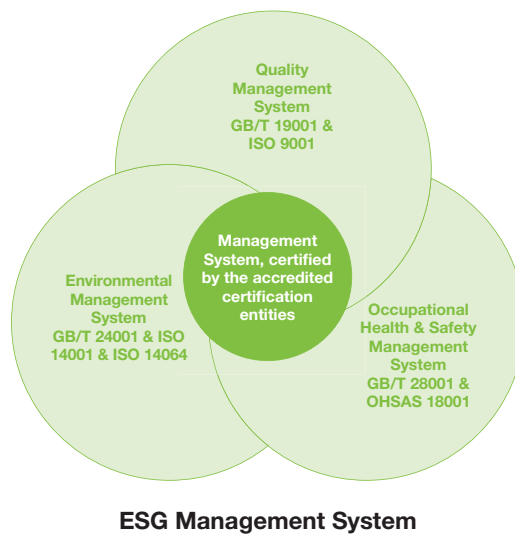 Quality
Management
System
GB/T 19001 &
ISO 9001
Management
System, certified
by the accredited
certification
entities
Environmental
Management
System
GB/T 24001 & ISO
14001 & ISO 14064
Occupational
Health & Safety
Management
System
GB/T 28001 &
OHSAS 18001
ESG Management System